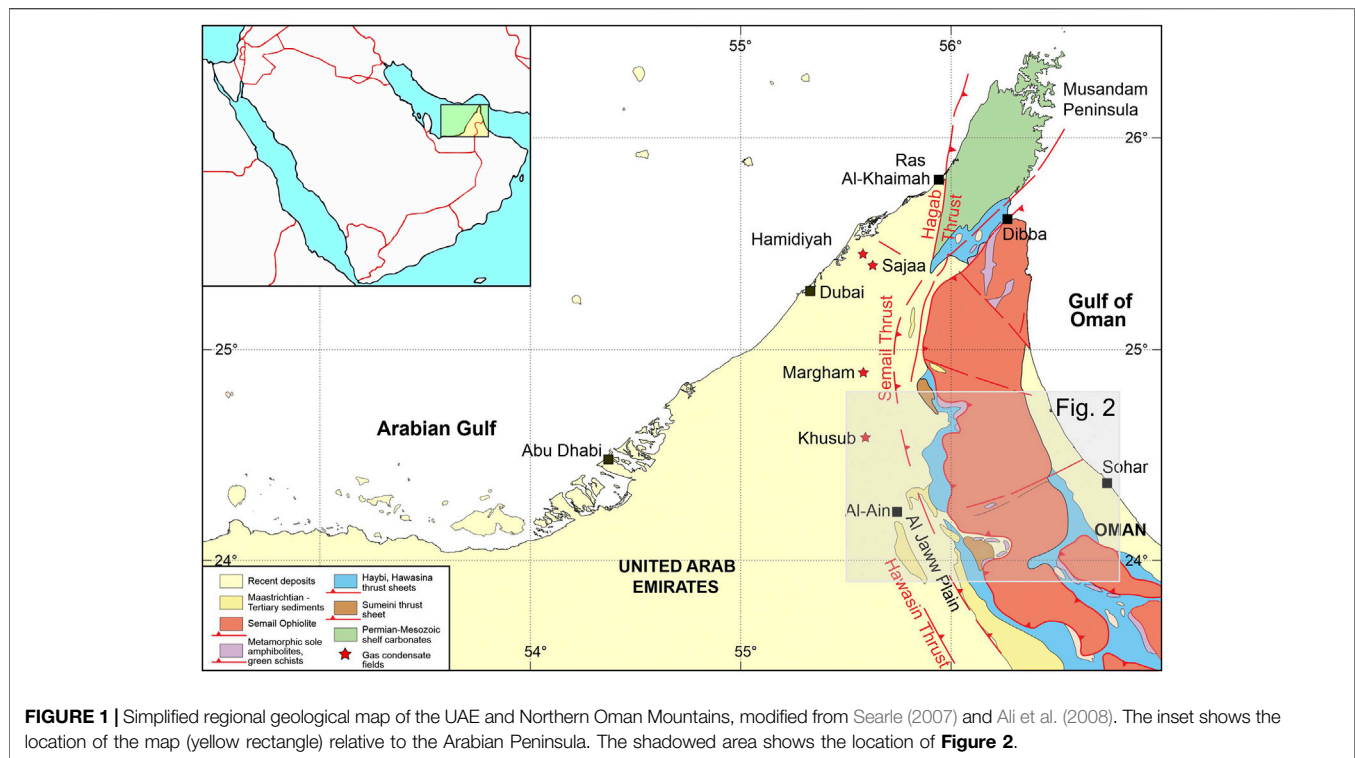 55°
56°
Musandam
Peninsula
26°
Ras
Al-Khaimah
Hagab
Thrust
Dibba
Hamidiyah
Sajaa
Dubai
Gulf of
Oman
25°
25°
Semail Thrust
Margham
Fig. 2
Arabian Gulf
Khusub
Abu Dhabi
Sohar
Al-Ain
Al Jaww Plain
OMAN
24°
24°
UNITED ARAB
EMIRATES
Hawasin Thrust
Recent deposits
Maastrichtian -
Tertiary sediments
Semail Ophiolite
Metamorphic sole
amphibolites,
green schists
Haybi, Hawasina
thrust sheets
Sumeini thrust
sheet
Permian-Mesozoic
shelf carbonates
Gas condensate
fields
54°
55°
FIGURE 1 | Simplified regional geological map of the UAE and Northern Oman Mountains, modified from Searle (2007) and Ali et al. (2008). The inset shows the
location of the map (yellow rectangle) relative to the Arabian Peninsula. The shadowed area shows the location of Figure 2.